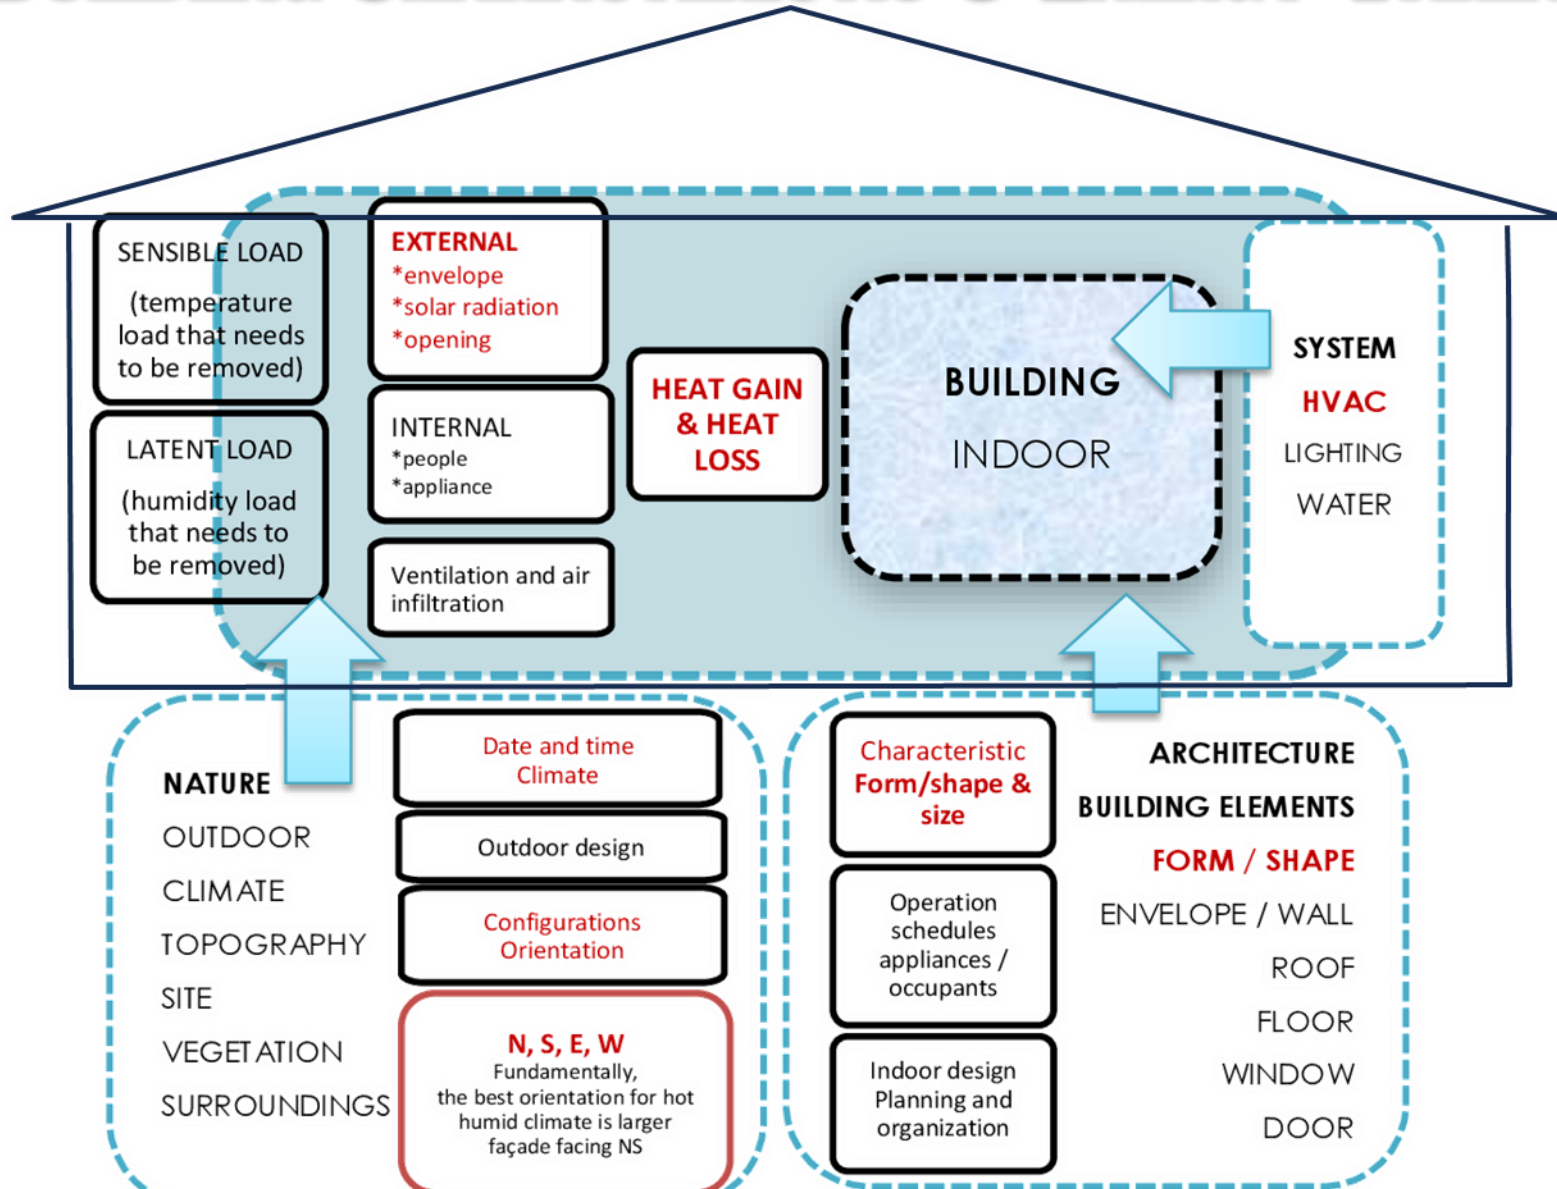 SENSIBLE LOAD
(temperature
load that needs
to be removed)
LATENT LOAD
(humidity load
that needs to
be removed)
EXTERNAL
*envelope
*solar radiation
*opening
INTERNAL
*people
*appliance
Ventilation and air
infiltration
HEAT GAIN
& HEAT
LOSS
BUILDING
INDOOR
SYSTEM
HVAC
LIGHTING
WATER
NATURE
OUTDOOR
CLIMATE
TOPOGRAPHY
SITE
VEGETATION
SURROUNDINGS
Date and time
Climate
Outdoor design
Configurations
Orientation
N, S, E, W
Fundamentally,
the best orientation for hot
humid climate is larger
façade facing NS
Characteristic
Form/shape &
size
Operation
schedules
appliances /
occupants
Indoor design
Planning and
organization
ARCHITECTURE
BUILDING ELEMENTS
FORM / SHAPE
ENVELOPE / WALL
ROOF
FLOOR
WINDOW
DOOR